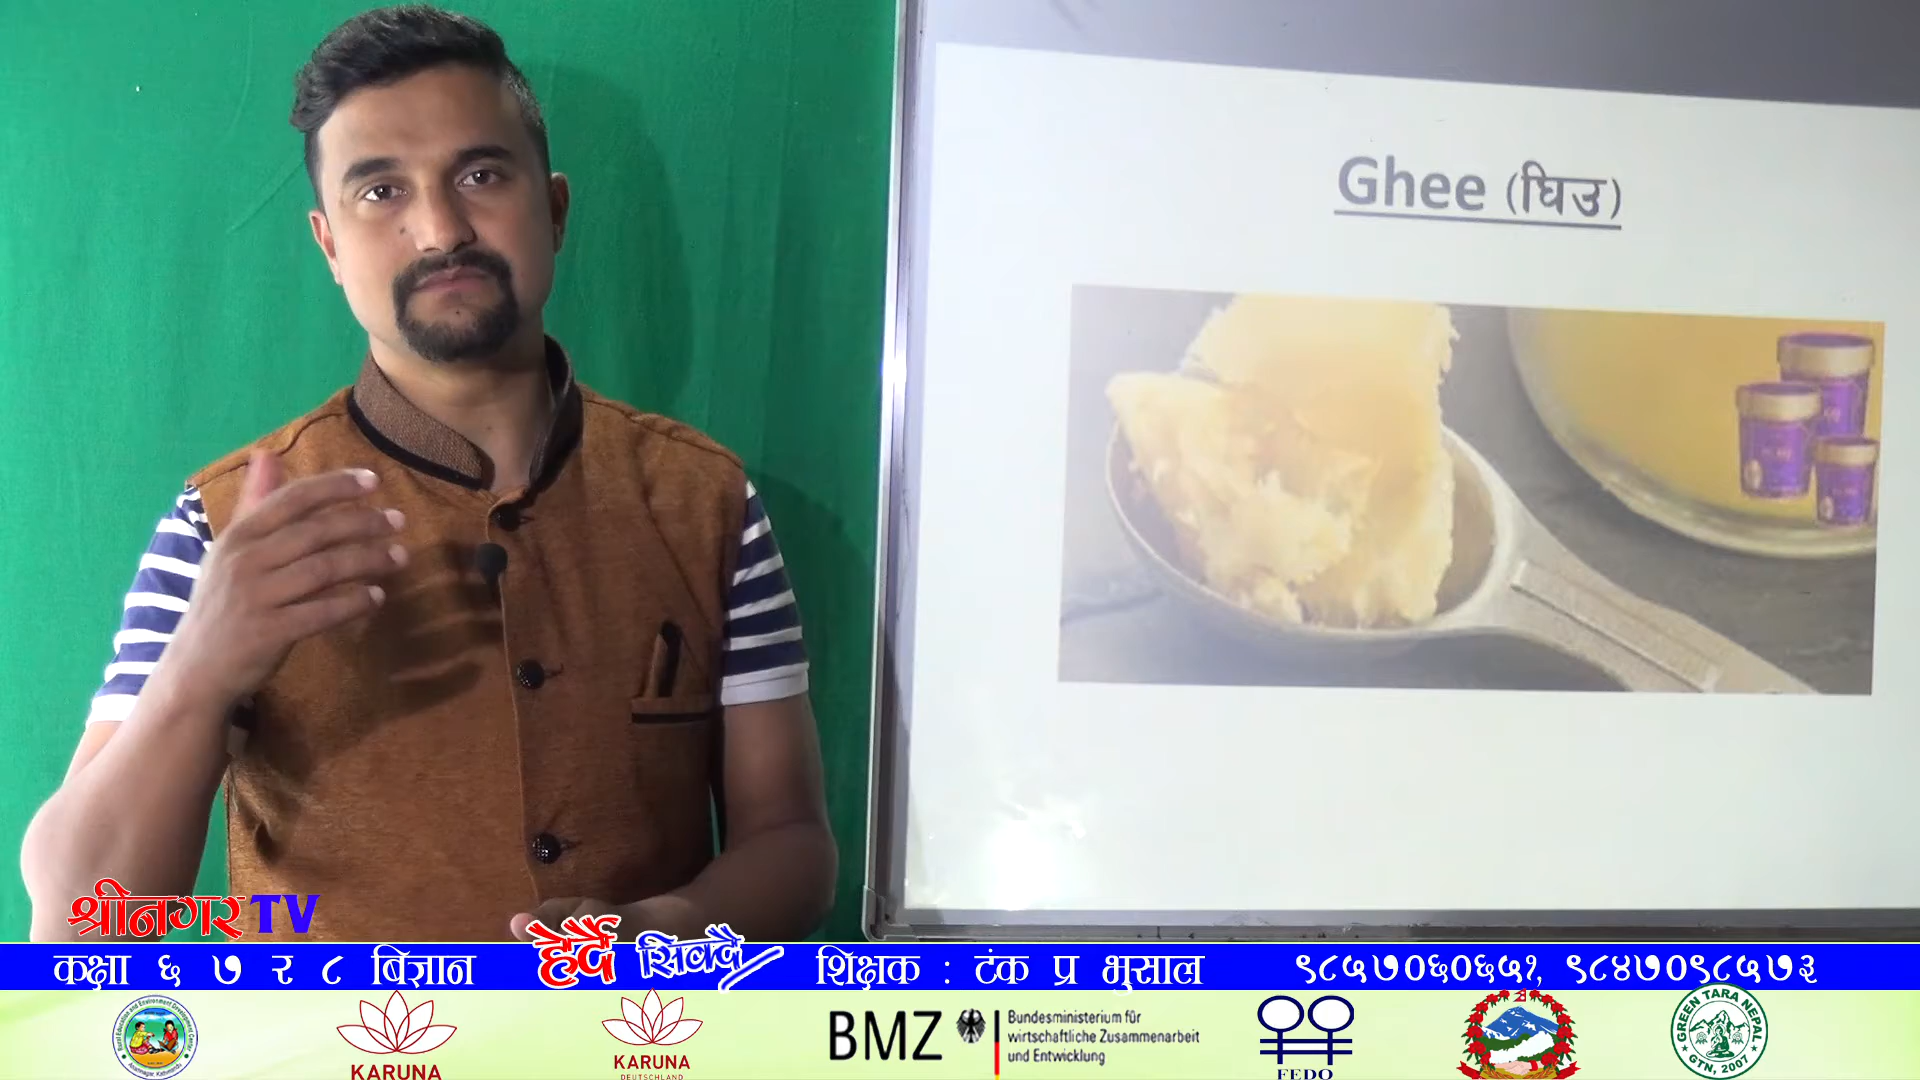 Ghee (घिउ)
श्रीनगर TV
कक्षा ६ ७ र ८ बिज्ञान
हेर्दै सिक्दै
शिक्षक : टंक प्र भुसाल
९८५७०६०६५१, ९८४७०९८५७३
KARUNA
KARUNA
DEUTSCHLAND
BMZ
Bundesministerium für
wirtschaftliche Zusammenarbeit
und Entwicklung
FEDO
GREEN TARA NEPAL
GTN, 2007